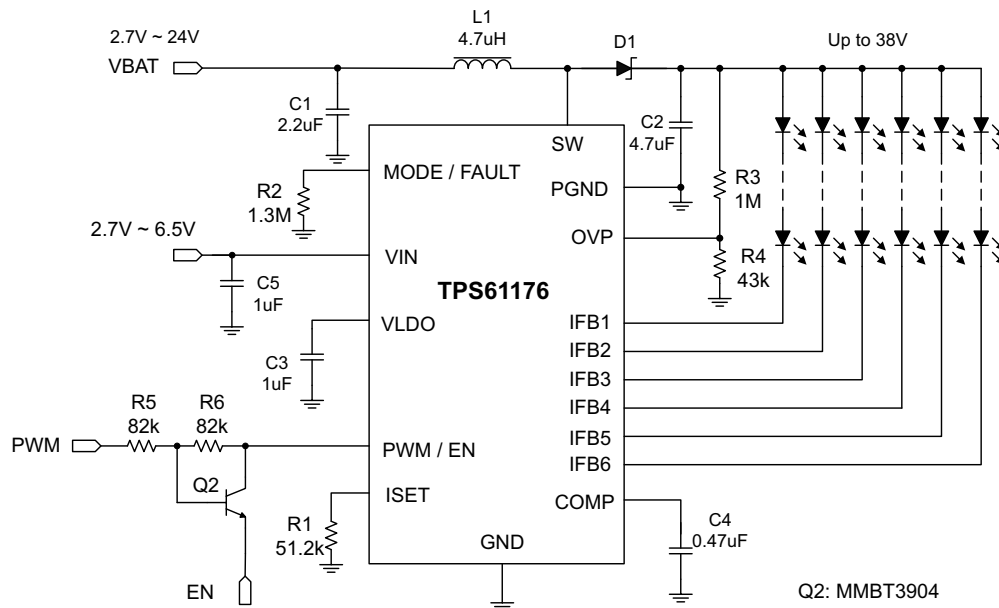 L1
4.7uH
2.7V ~ 24V
VBAT
D1
Up to 38V
C1
2.2uF
C2
4.7uF
SW
MODE / FAULT
R2
1.3M
PGND
R3
1M
2.7V ~ 6.5V
VIN
OVP
R4
43k
C5
1uF
TPS61176
VLDO
IFB1
IFB2
C3
1uF
IFB3
R5
82k
R6
82k
IFB4
PWM
PWM / EN
IFB5
IFB6
Q2
ISET
COMP
R1
51.2k
C4
0.47uF
GND
EN
Q2: MMBT3904